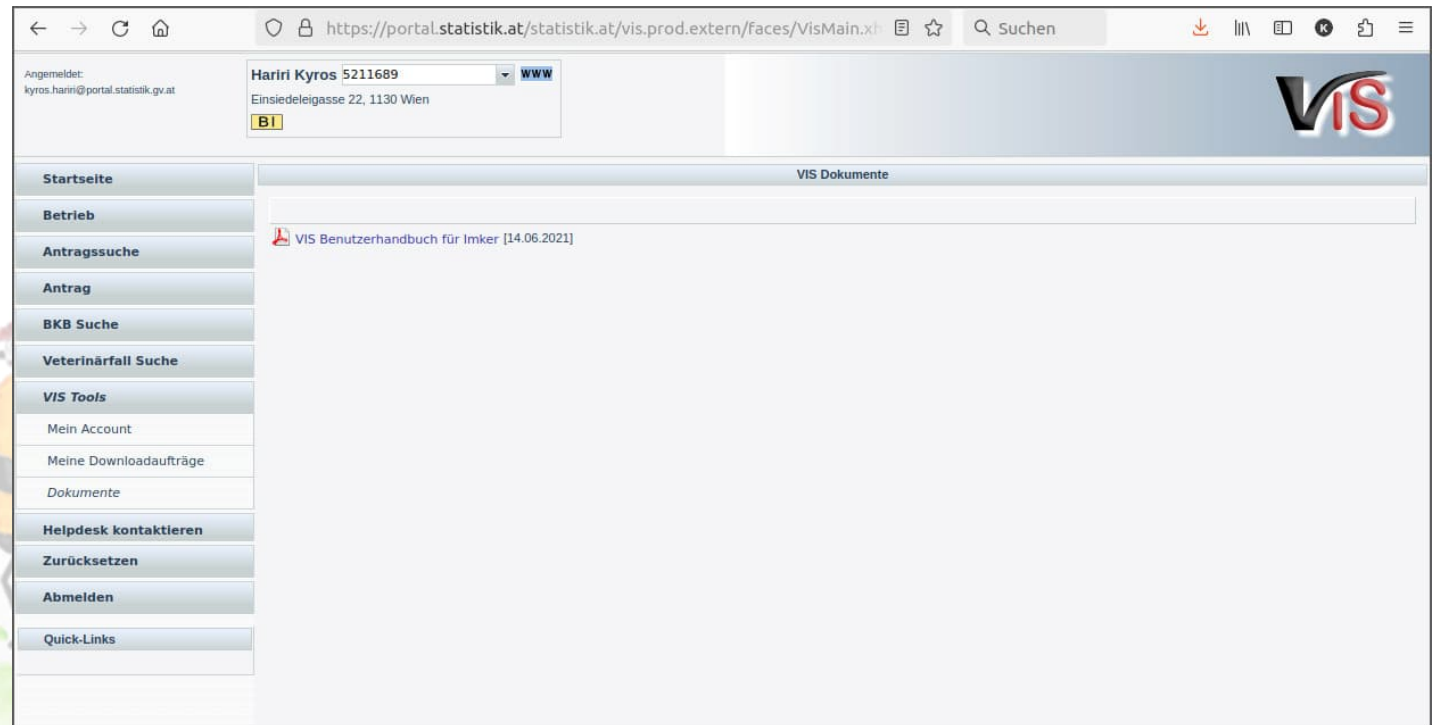 https://portal.statistik.at/statistik.at/vis.prod.extern/faces/VisMain.xh
Suchen
K
Angemeldet:
kyros.hariri@portal.statistik.gv.at
Hariri Kyros 5211689 WWW
Einsiedeleigasse 22, 1130 Wien
BI
VIS
Startseite
VIS Dokumente
Betrieb
VIS Benutzerhandbuch für Imker [14.06.2021]
Antragssuche
Antrag
BKB Suche
Veterinärfall Suche
VIS Tools
Mein Account
Meine Downloadaufträge
Dokumente
Helpdesk kontaktieren
Zurücksetzen
Abmelden
Quick-Links